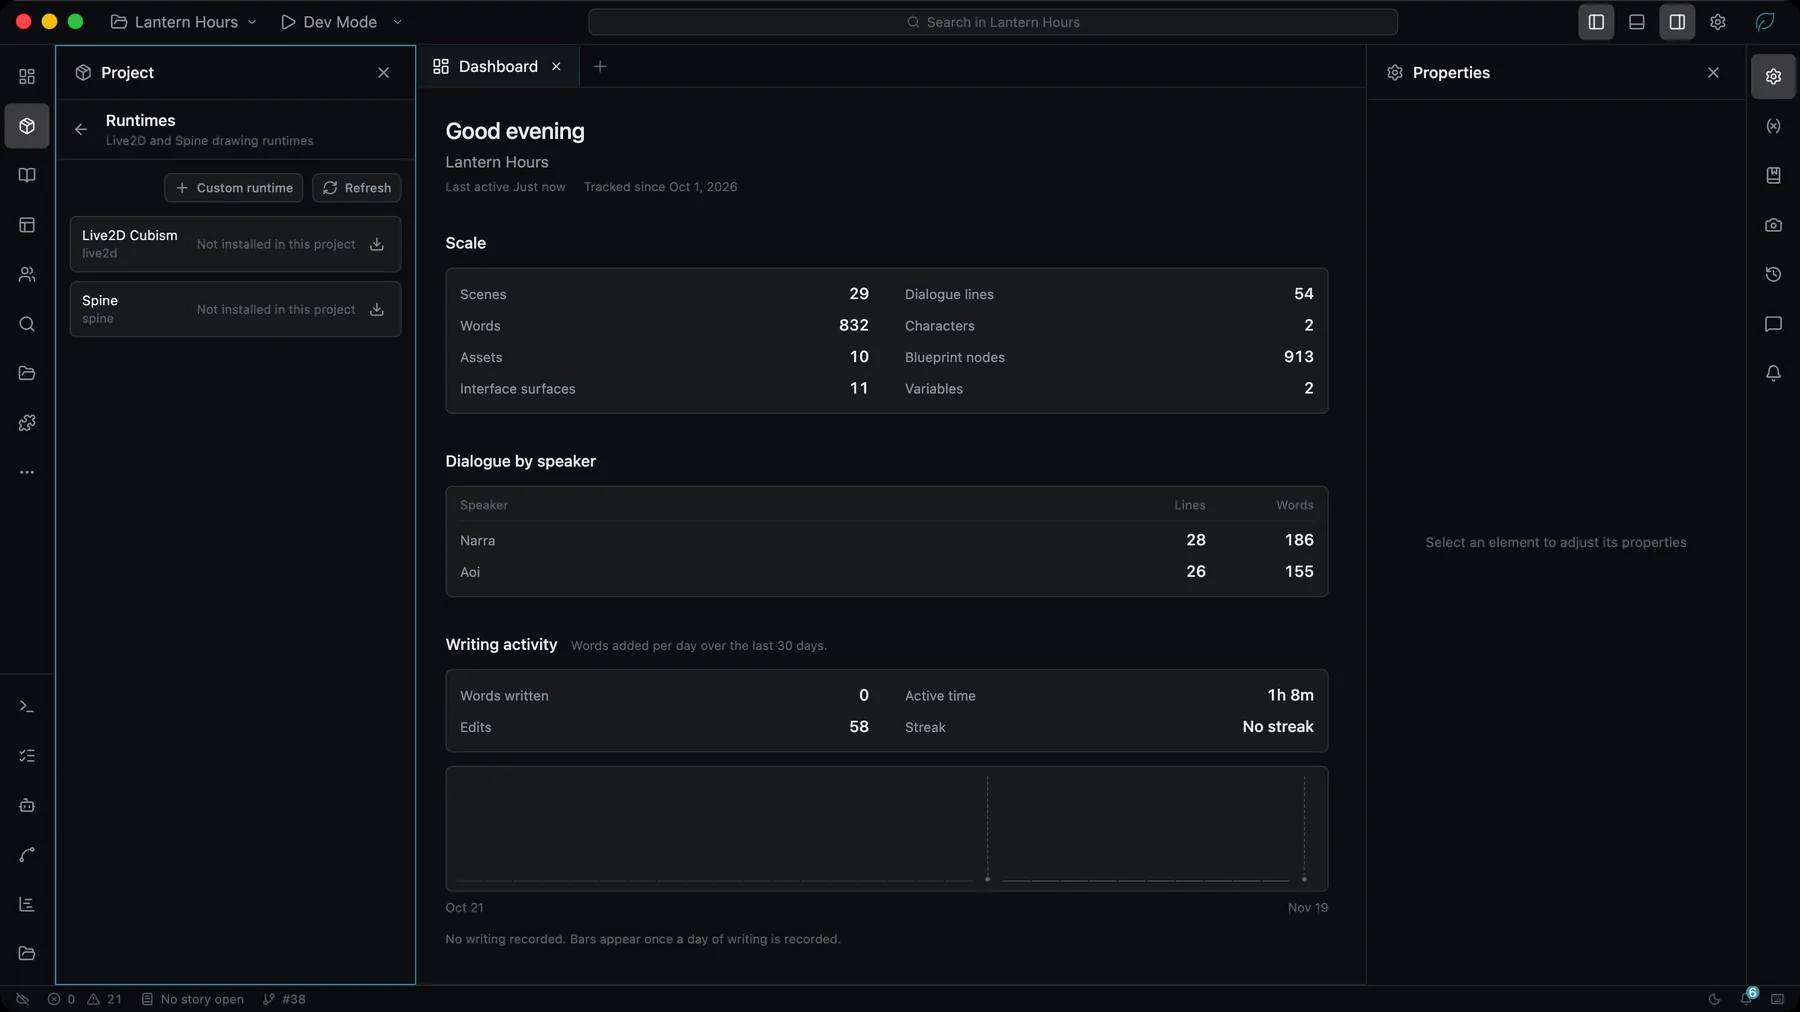 Lantern Hours
Dev Mode
Search in Lantern Hours
Project
Runtimes
Live2D and Spine drawing runtimes
Custom runtime
Refresh
Live2D Cubism
live2d
Not installed in this project
Spine
spine
Not installed in this project
Dashboard
Good evening
Lantern Hours
Last active Just now Tracked since Oct 1, 2026
Scale
Scenes 29 Dialogue lines 54
Words 832 Characters 2
Assets 10 Blueprint nodes 913
Interface surfaces 11 Variables 2
Dialogue by speaker
Speaker Lines Words
Narra 28 186
Aoi 26 155
Writing activity Words added per day over the last 30 days.
Words written 0 Active time 1h 8m
Edits 58 Streak No streak
Oct 21 Nov 19
No writing recorded. Bars appear once a day of writing is recorded.
Properties
Select an element to adjust its properties
0 21 No story open #38
6